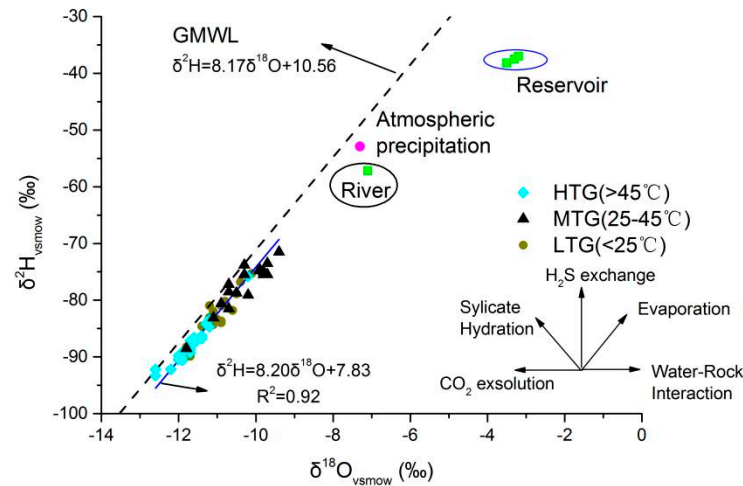 -30
-40
-50
-60
-70
-80
-90
-100
δ²H_vsmow (‰)
GMWL
δ²H=8.17δ¹⁸O+10.56
Reservoir
Atmospheric
precipitation
River
HTG(>45℃)
MTG(25-45℃)
LTG(<25℃)
H₂S exchange
Sylicate
Hydration
Evaporation
CO₂ exsolution
Water-Rock
Interaction
δ²H=8.20δ¹⁸O+7.83
R²=0.92
-14 -12 -10 -8 -6 -4 -2 0
δ¹⁸O_vsmow (‰)